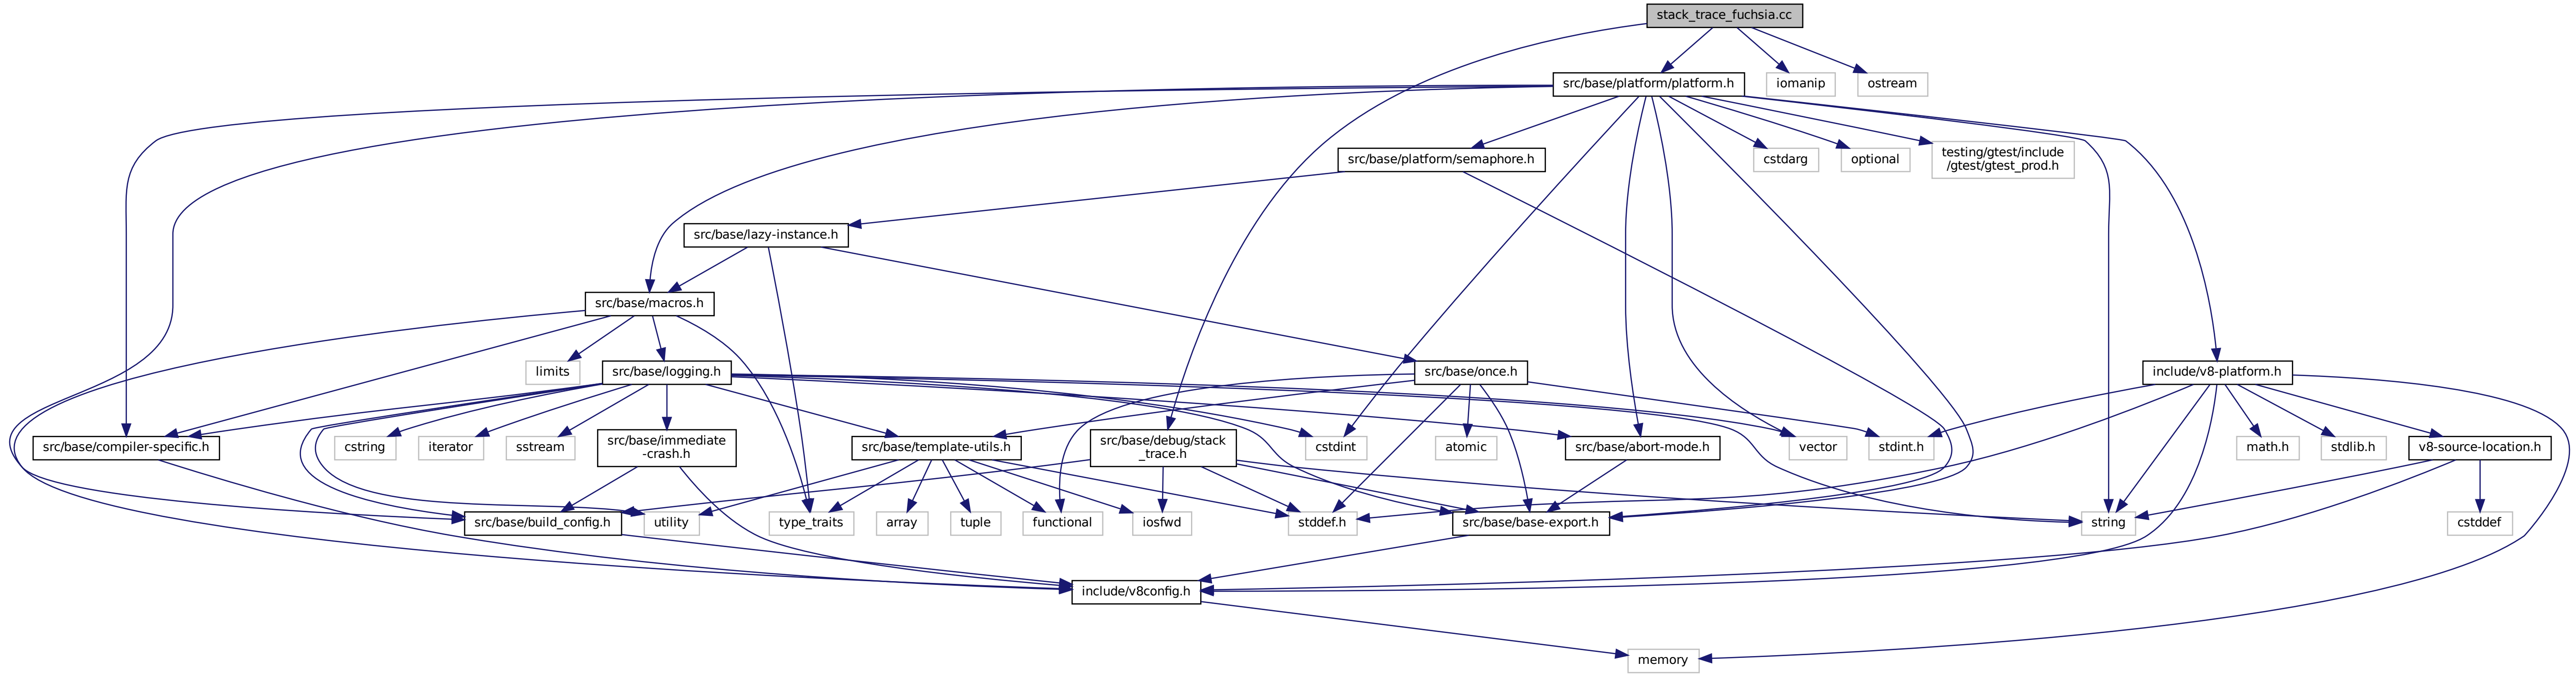 stack_trace_fuchsia.cc
src/base/platform/platform.h
iomanip
ostream
src/base/platform/semaphore.h
cstdarg
optional
testing/gtest/include
/gtest/gtest_prod.h
src/base/lazy-instance.h
src/base/macros.h
limits
src/base/logging.h
src/base/once.h
include/v8-platform.h
src/base/compiler-specific.h
cstring
iterator
sstream
src/base/immediate
-crash.h
src/base/template-utils.h
src/base/debug/stack
_trace.h
cstdint
atomic
src/base/abort-mode.h
vector
stdint.h
math.h
stdlib.h
v8-source-location.h
src/base/build_config.h
utility
type_traits
array
tuple
functional
iosfwd
stddef.h
src/base/base-export.h
string
cstddef
include/v8config.h
memory